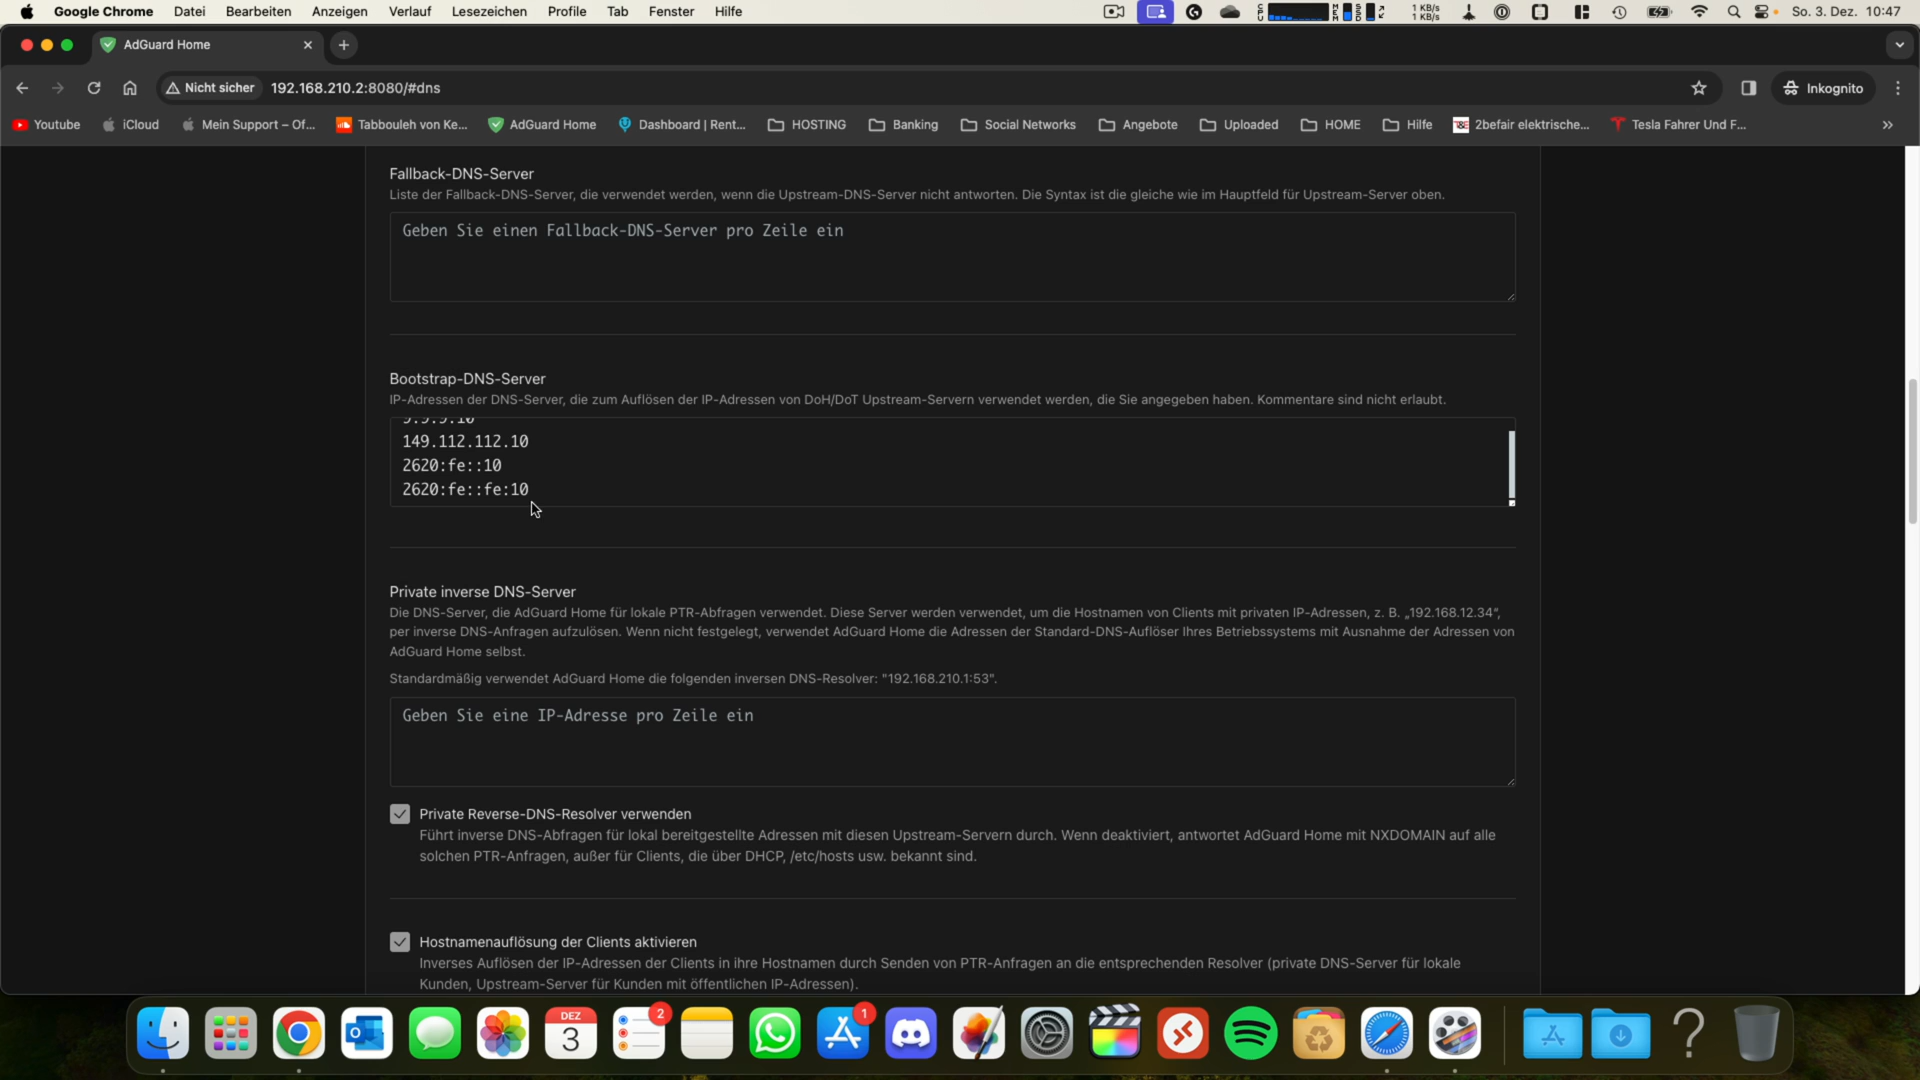 Google Chrome Datei Bearbeiten Anzeigen Verlauf Lesezeichen Profile Tab Fenster Hilfe
1 KB/s
1 KB/s
So. 3. Dez. 10:47
AdGuard Home
Nicht sicher 192.168.210.2:8080/#dns
Inkognito
Youtube iCloud Mein Support – Of... Tabbouleh von Ke... AdGuard Home Dashboard | Rent... HOSTING Banking Social Networks Angebote Uploaded HOME Hilfe 2befair elektrische... Tesla Fahrer Und F...
Fallback-DNS-Server
Liste der Fallback-DNS-Server, die verwendet werden, wenn die Upstream-DNS-Server nicht antworten. Die Syntax ist die gleiche wie im Hauptfeld für Upstream-Server oben.
Geben Sie einen Fallback-DNS-Server pro Zeile ein
Bootstrap-DNS-Server
IP-Adressen der DNS-Server, die zum Auflösen der IP-Adressen von DoH/DoT Upstream-Servern verwendet werden, die Sie angegeben haben. Kommentare sind nicht erlaubt.
9.9.9.10
149.112.112.10
2620:fe::10
2620:fe::fe:10
Private inverse DNS-Server
Die DNS-Server, die AdGuard Home für lokale PTR-Abfragen verwendet. Diese Server werden verwendet, um die Hostnamen von Clients mit privaten IP-Adressen, z. B. „192.168.12.34“,
per inverse DNS-Anfragen aufzulösen. Wenn nicht festgelegt, verwendet AdGuard Home die Adressen der Standard-DNS-Auflöser Ihres Betriebssystems mit Ausnahme der Adressen von
AdGuard Home selbst.
Standardmäßig verwendet AdGuard Home die folgenden inversen DNS-Resolver: "192.168.210.1:53".
Geben Sie eine IP-Adresse pro Zeile ein
Private Reverse-DNS-Resolver verwenden
Führt inverse DNS-Abfragen für lokal bereitgestellte Adressen mit diesen Upstream-Servern durch. Wenn deaktiviert, antwortet AdGuard Home mit NXDOMAIN auf alle
solchen PTR-Anfragen, außer für Clients, die über DHCP, /etc/hosts usw. bekannt sind.
Hostnamenauflösung der Clients aktivieren
Inverses Auflösen der IP-Adressen der Clients in ihre Hostnamen durch Senden von PTR-Anfragen an die entsprechenden Resolver (private DNS-Server für lokale
Kunden, Upstream-Server für Kunden mit öffentlichen IP-Adressen).
DEZ
3
2
1